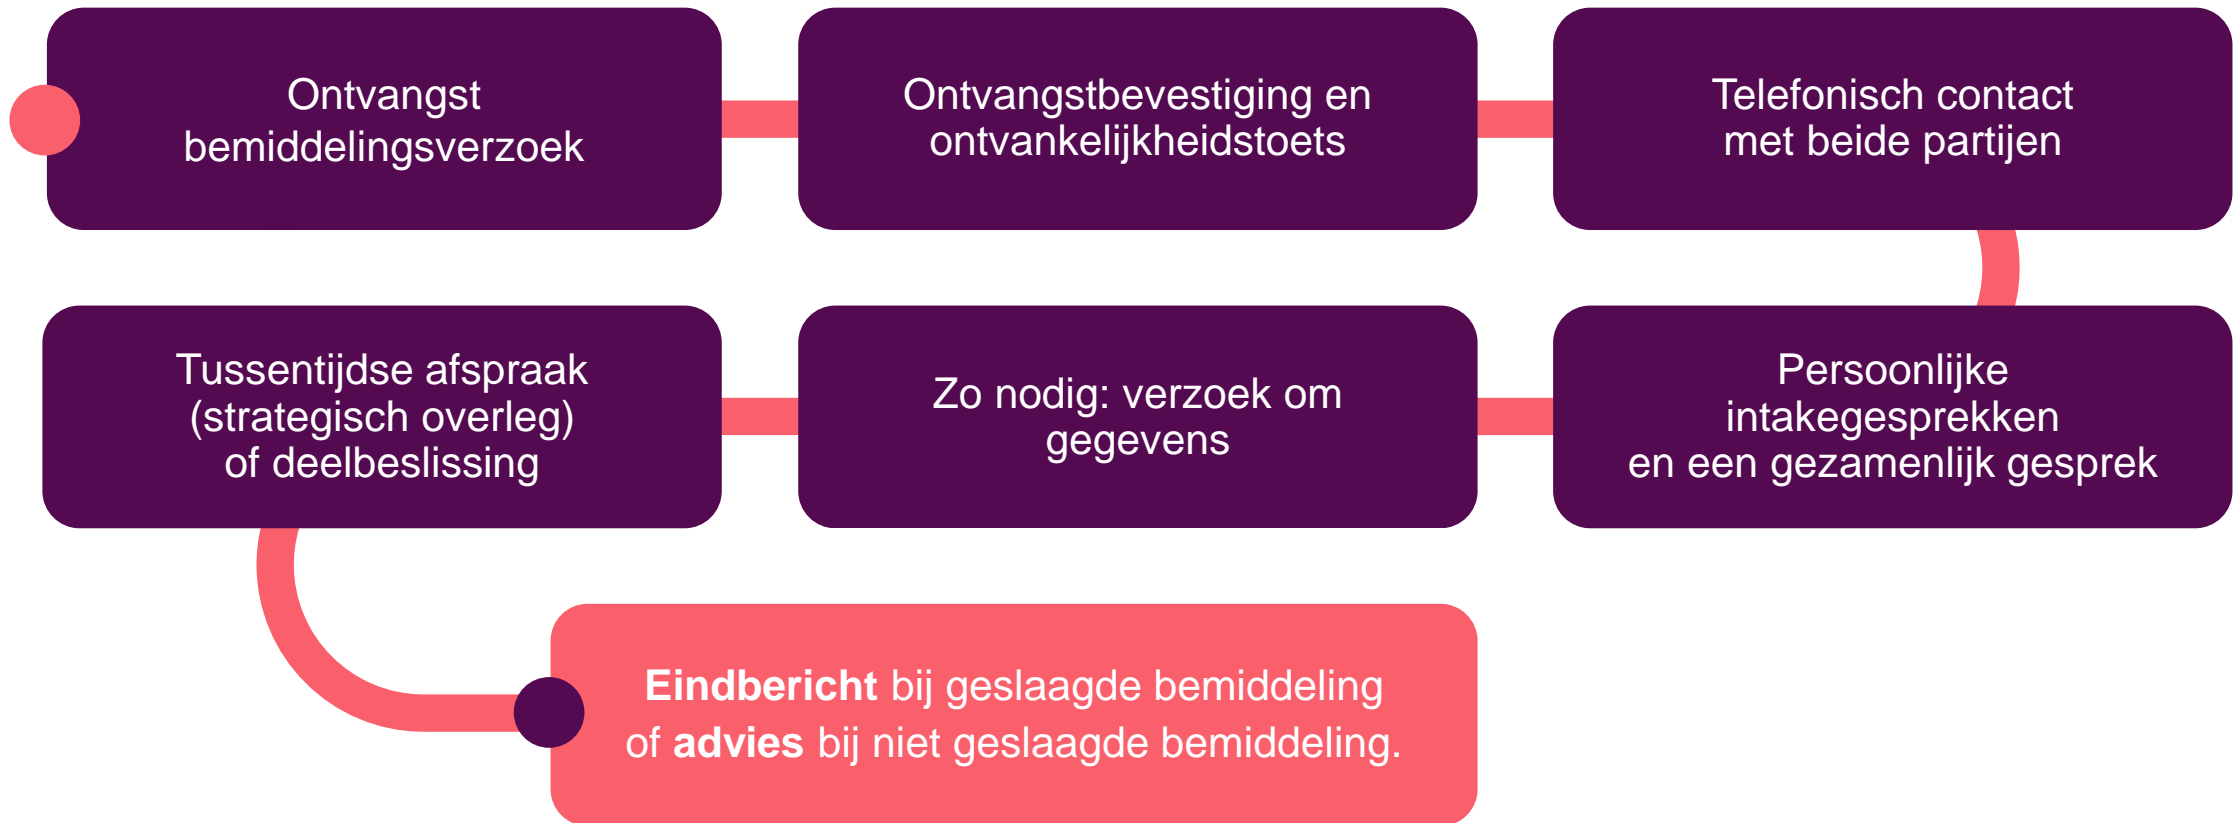 Ontvangst
bemiddelingsverzoek
Ontvangstbevestiging en
ontvankelijkheidstoets
Telefonisch contact
met beide partijen
Persoonlijke
intakegesprekken
en een gezamenlijk gesprek
Zo nodig: verzoek om
gegevens
Tussentijdse afspraak
(strategisch overleg)
of deelbeslissing
Eindbericht bij geslaagde bemiddeling
of advies bij niet geslaagde bemiddeling.